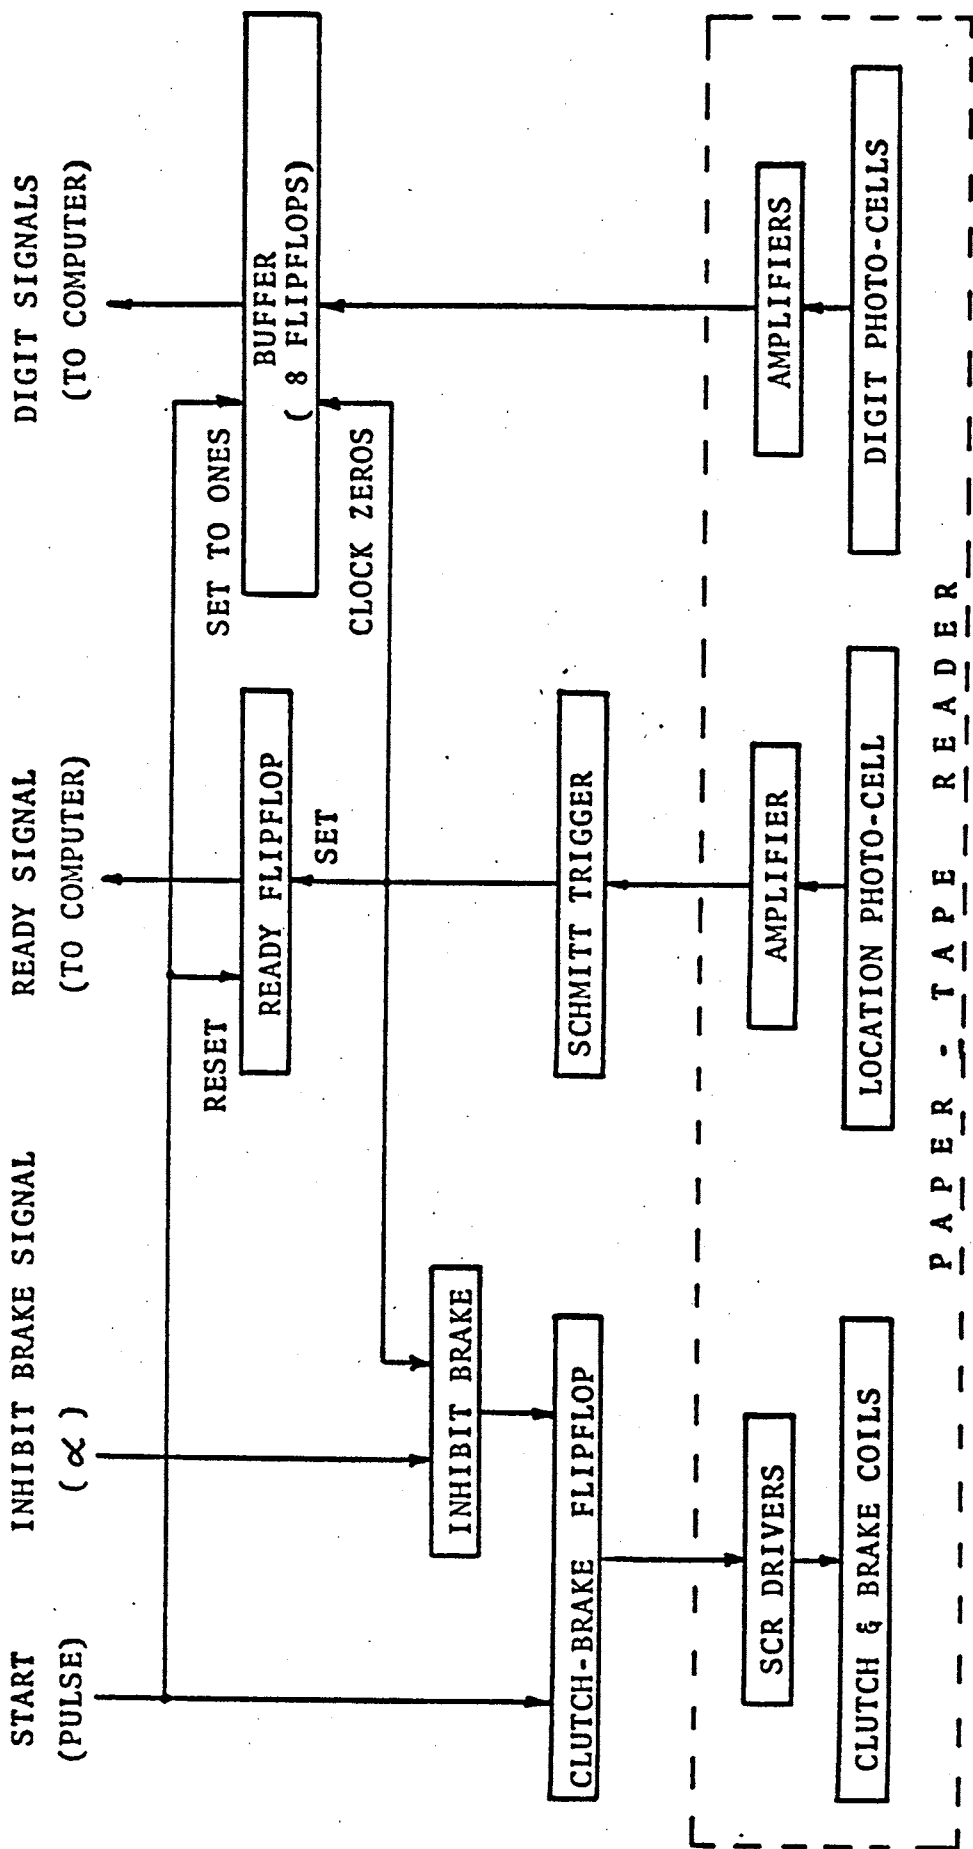 START
(PULSE)
INHIBIT BRAKE SIGNAL
(∝)
READY SIGNAL
(TO COMPUTER)
DIGIT SIGNALS
(TO COMPUTER)
RESET
SET TO ONES
READY FLIPFLOP
BUFFER
( 8 FLIPFLOPS)
SET
CLOCK ZEROS
INHIBIT BRAKE
CLUTCH-BRAKE FLIPFLOP
SCHMITT TRIGGER
SCR DRIVERS
AMPLIFIER
AMPLIFIERS
CLUTCH & BRAKE COILS
LOCATION PHOTO-CELL
DIGIT PHOTO-CELLS
PAPER - TAPE READER